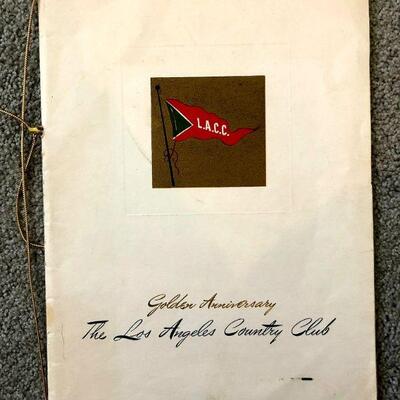 L.A.C.C.
Golden Anniversary
The Los Angeles Country Club